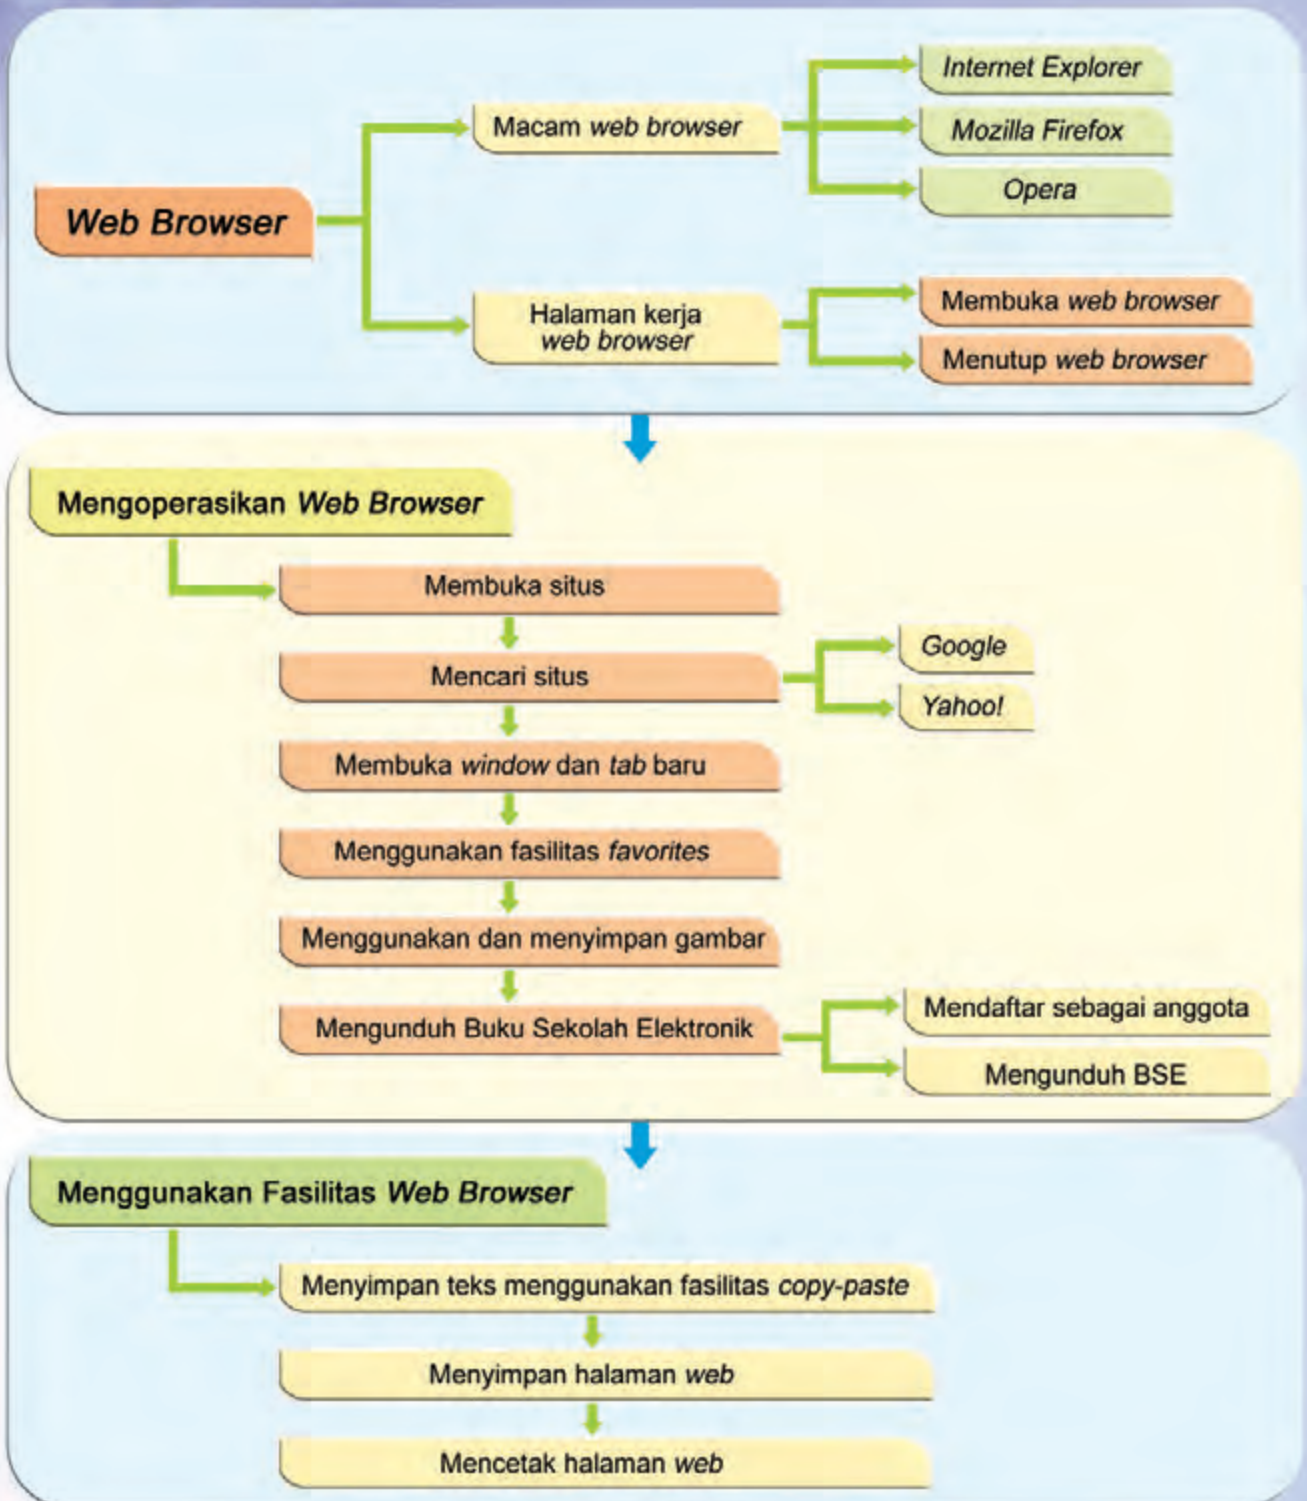 Web Browser
Macam web browser
Internet Explorer
Mozilla Firefox
Opera
Halaman kerja
web browser
Membuka web browser
Menutup web browser
Mengoperasikan Web Browser
Membuka situs
Mencari situs
Google
Yahoo!
Membuka window dan tab baru
Menggunakan fasilitas favorites
Menggunakan dan menyimpan gambar
Mengunduh Buku Sekolah Elektronik
Mendaftar sebagai anggota
Mengunduh BSE
Menggunakan Fasilitas Web Browser
Menyimpan teks menggunakan fasilitas copy-paste
Menyimpan halaman web
Mencetak halaman web